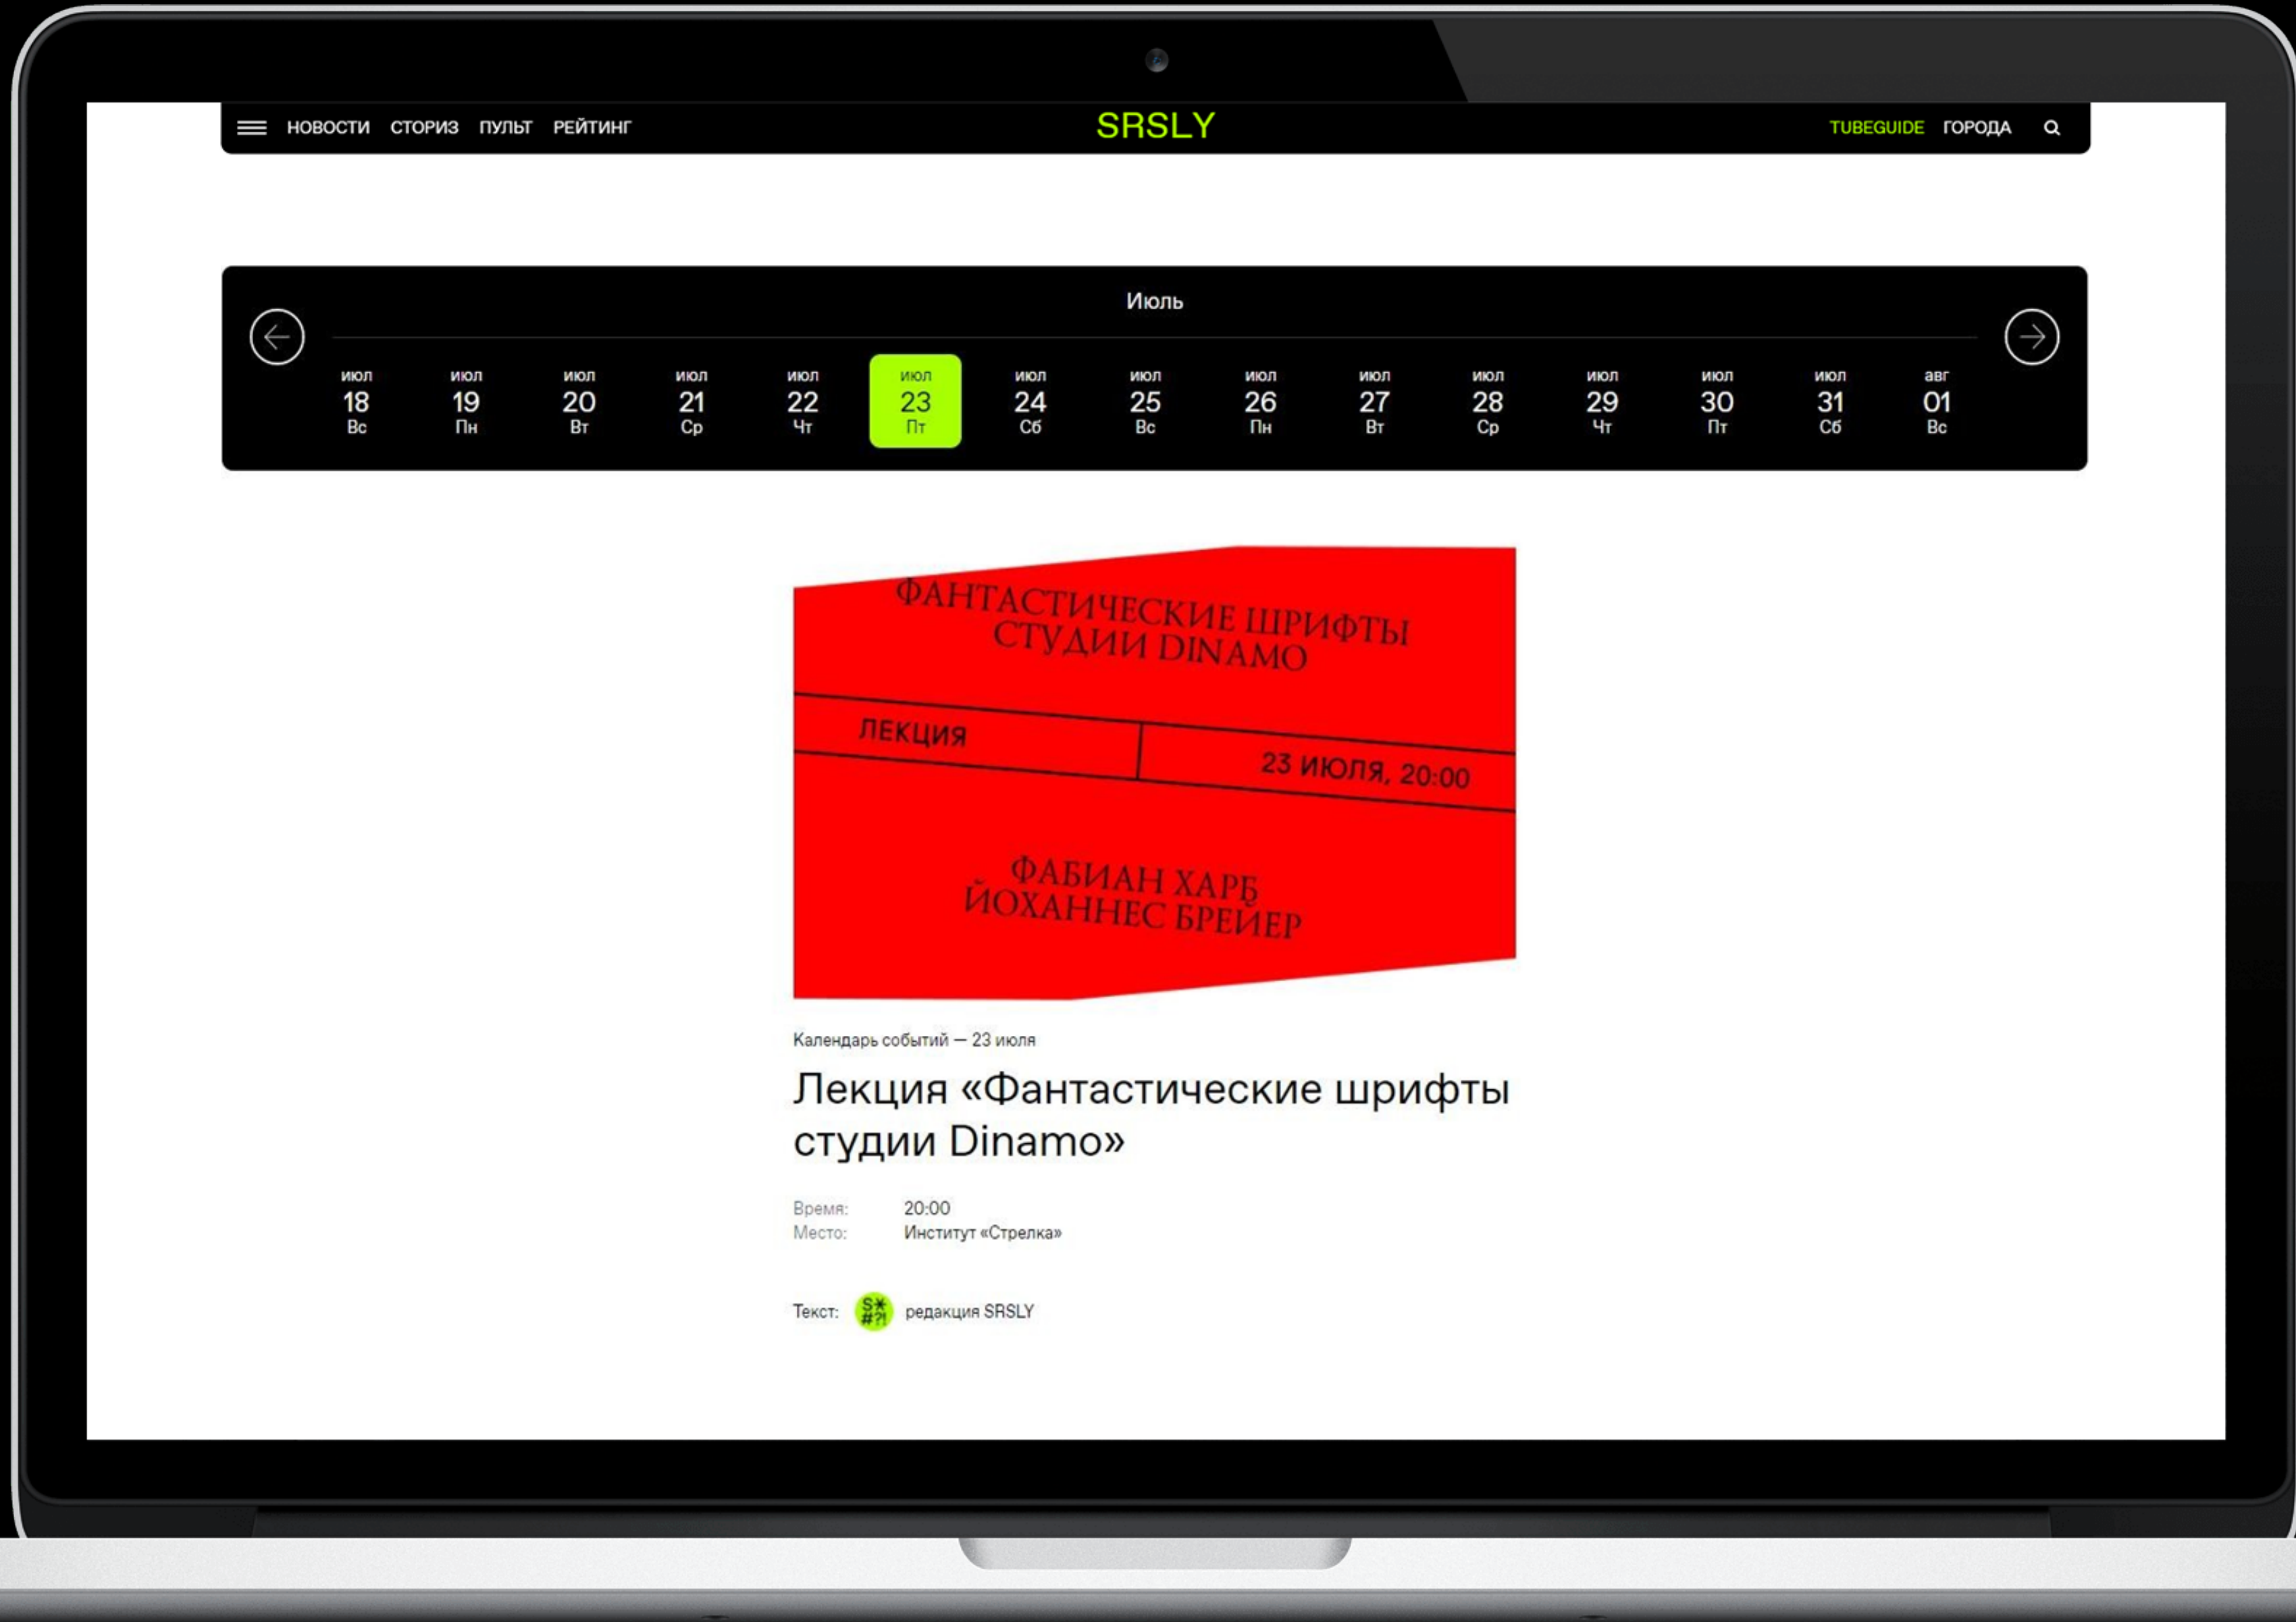 НОВОСТИ СТОРИЗ ПУЛЬТ РЕЙТИНГ SRSLY TUBEGUIDE ГОРОДА
Июль
июл июл июл июл июл июл июл июл июл июл июл июл июл июл авг
18 19 20 21 22 23 24 25 26 27 28 29 30 31 01
Вс Пн Вт Ср Чт Пт Сб Вс Пн Вт Ср Чт Пт Сб Вс
ФАНТАСТИЧЕСКИЕ ШРИФТЫ
СТУДИИ DINAMO
ЛЕКЦИЯ 23 ИЮЛЯ, 20:00
ФАБИАН ХАРБ
ЙОХАННЕС БРЕЙЕР
Календарь событий — 23 июля
Лекция «Фантастические шрифты
студии Dinamo»
Время: 20:00
Место: Институт «Стрелка»
Текст: S*#?! редакция SRSLY